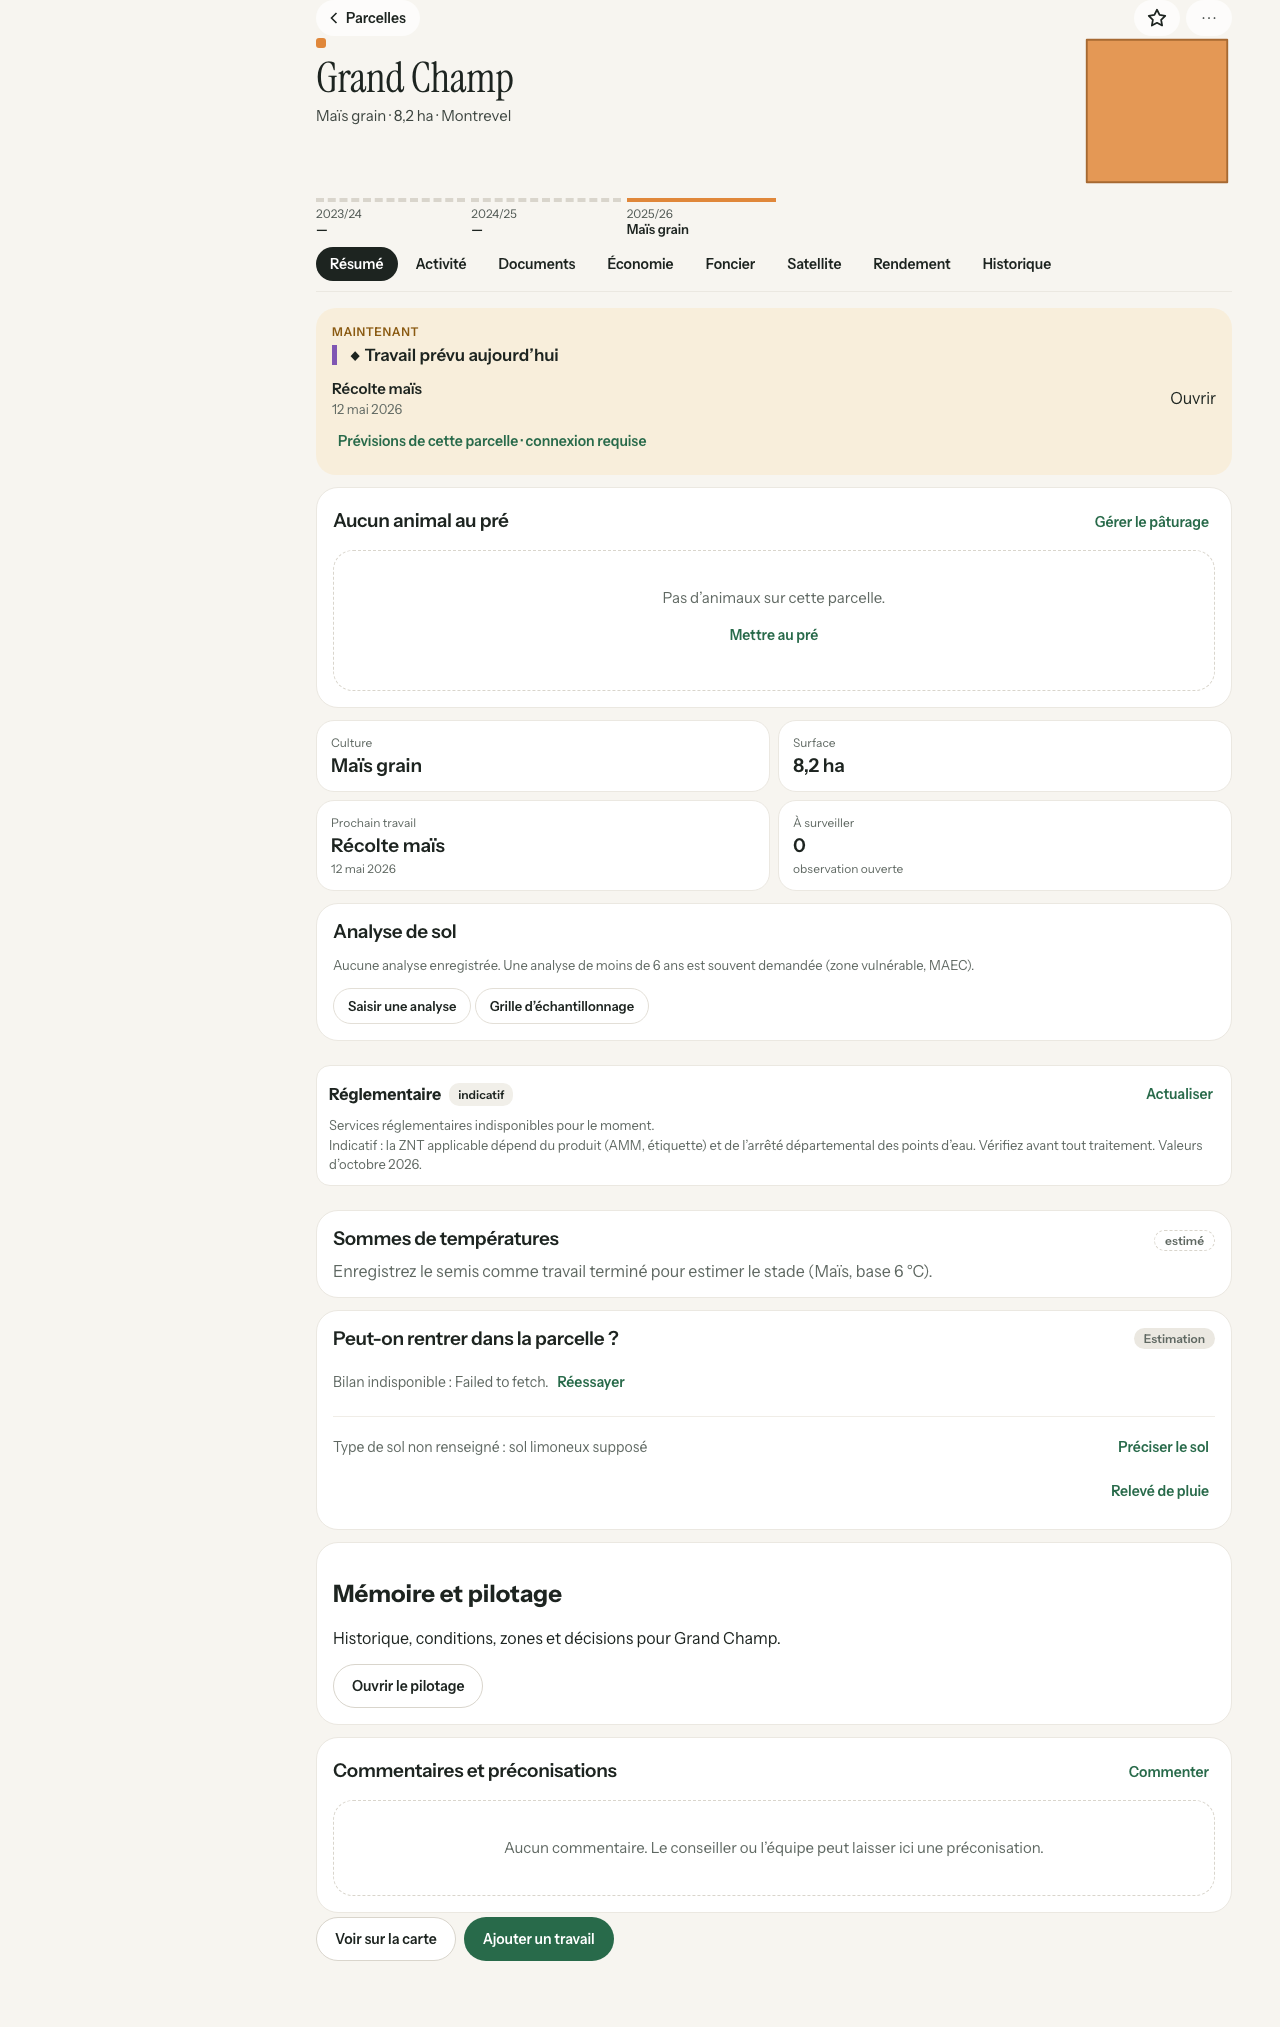 Parcelles
Grand Champ
Maïs grain · 8,2 ha · Montrevel
2023/24
—
2024/25
—
2025/26
Maïs grain
Résumé
Activité
Documents
Économie
Foncier
Satellite
Rendement
Historique
MAINTENANT
◆ Travail prévu aujourd’hui
Récolte maïs
12 mai 2026
Ouvrir
Prévisions de cette parcelle · connexion requise
Aucun animal au pré
Gérer le pâturage
Pas d’animaux sur cette parcelle.
Mettre au pré
Culture
Maïs grain
Surface
8,2 ha
Prochain travail
Récolte maïs
12 mai 2026
À surveiller
0
observation ouverte
Analyse de sol
Aucune analyse enregistrée. Une analyse de moins de 6 ans est souvent demandée (zone vulnérable, MAEC).
Saisir une analyse
Grille d’échantillonnage
Réglementaire
indicatif
Actualiser
Services réglementaires indisponibles pour le moment.
Indicatif : la ZNT applicable dépend du produit (AMM, étiquette) et de l’arrêté départemental des points d’eau. Vérifiez avant tout traitement. Valeurs
d’octobre 2026.
Sommes de températures
estimé
Enregistrez le semis comme travail terminé pour estimer le stade (Maïs, base 6 °C).
Peut-on rentrer dans la parcelle ?
Estimation
Bilan indisponible : Failed to fetch.
Réessayer
Type de sol non renseigné : sol limoneux supposé
Préciser le sol
Relevé de pluie
Mémoire et pilotage
Historique, conditions, zones et décisions pour Grand Champ.
Ouvrir le pilotage
Commentaires et préconisations
Commenter
Aucun commentaire. Le conseiller ou l’équipe peut laisser ici une préconisation.
Voir sur la carte
Ajouter un travail